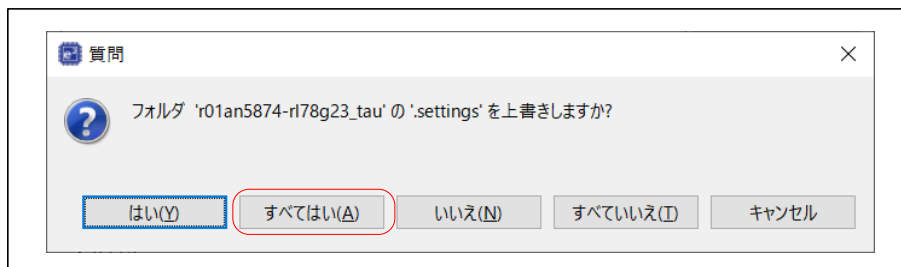 質問
フォルダ 'r01an5874-rl78g23_tau' の '.settings' を上書きしますか?
はい(Y) すべてはい(A) いいえ(N) すべていいえ(T) キャンセル